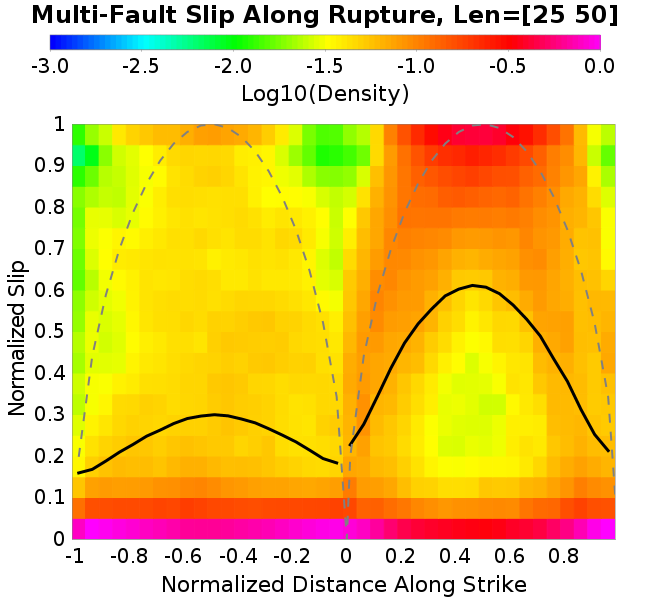 Multi-Fault Slip Along Rupture, Len=[25 50]
-3.0 -2.5 -2.0 -1.5 -1.0 -0.5 0.0
Log10(Density)
1
0.9
0.8
0.7
0.6
0.5
0.4
0.3
0.2
0.1
0
Normalized Slip
-1 -0.8 -0.6 -0.4 -0.2 0 0.2 0.4 0.6 0.8
Normalized Distance Along Strike